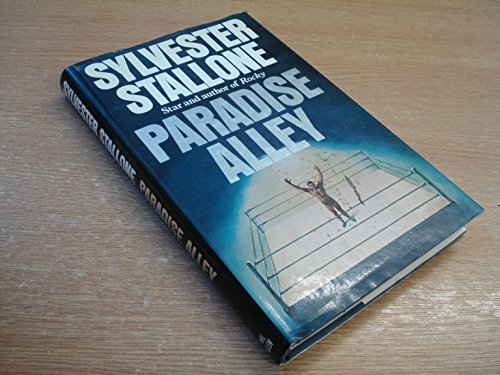 SYLVESTER
STALLONE
Star and author of Rocky
PARADISE
ALLEY
SYLVESTER STALLONE PARADISE ALLEY